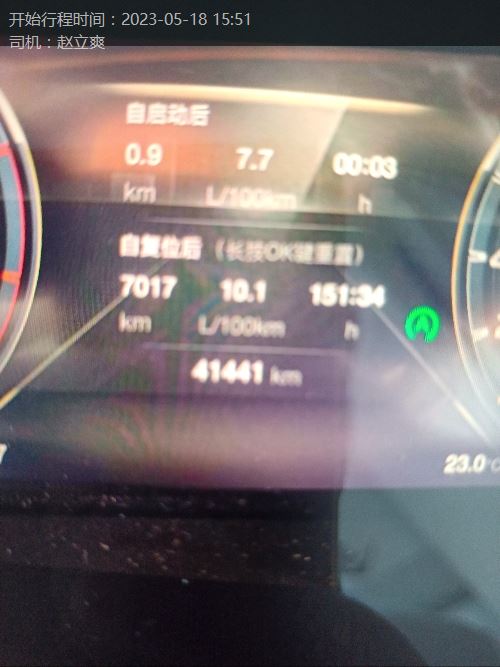 开始行程时间：2023-05-18 15:51
司机：赵立爽
自启动后
0.9 7.7 00:03
km L/100km h
自复位后（长按OK键重置）
7017 10.1 151:34
km L/100km h
41441 km
23.0